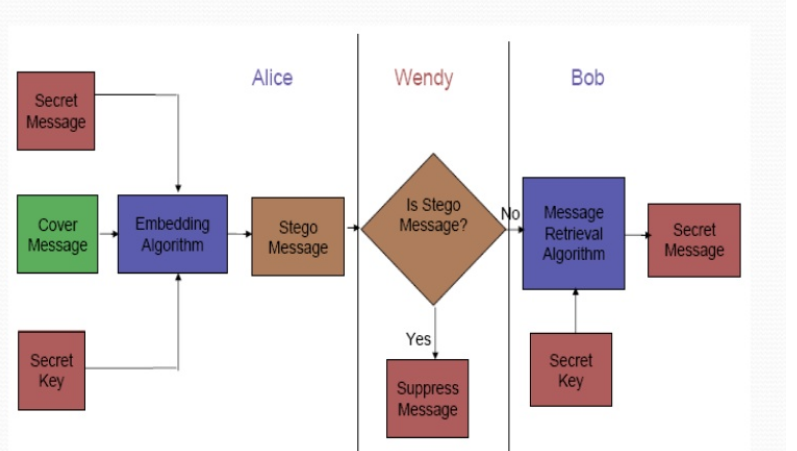 Alice
Wendy
Bob
Secret
Message
Cover
Message
Embedding
Algorithm
Stego
Message
Is Stego
Message?
No
Message
Retrieval
Algorithm
Secret
Message
Secret
Key
Yes
Suppress
Message
Secret
Key